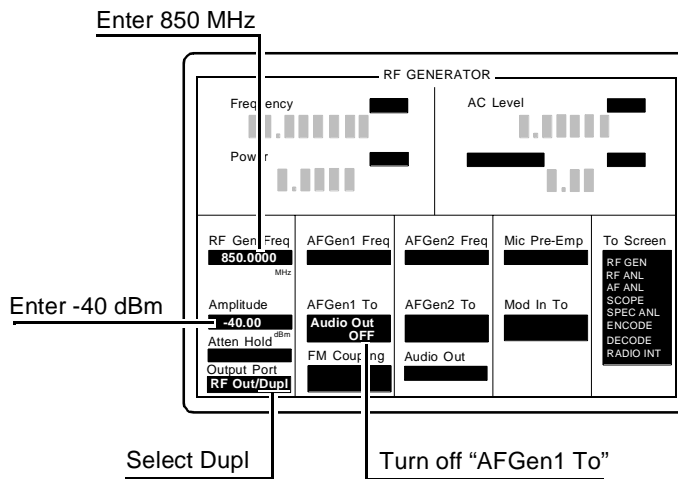 Enter 850 MHz
RF GENERATOR
Frequency
AC Level
Power
RF Gen Freq
850.0000
MHz
AFGen1 Freq
AFGen2 Freq
Mic Pre-Emp
To Screen
RF GEN
RF ANL
AF ANL
SCOPE
SPEC ANL
ENCODE
DECODE
RADIO INT
Enter -40 dBm
Amplitude
-40.00
dBm
AFGen1 To
Audio Out
OFF
AFGen2 To
Mod In To
Atten Hold
FM Coupling
Audio Out
Output Port
RF Out/Dupl
Select Dupl
Turn off “AFGen1 To”